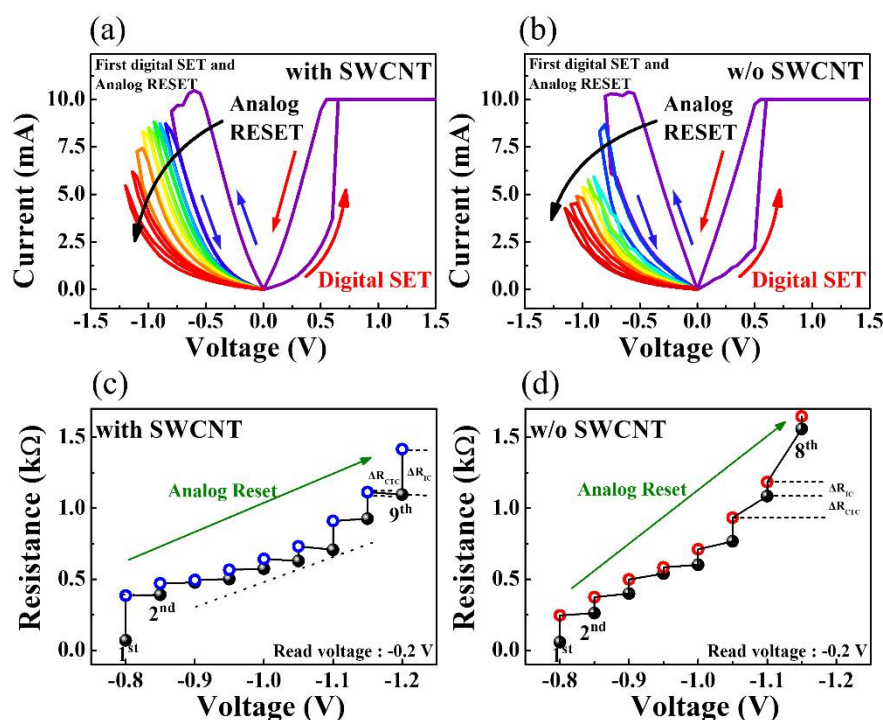 (a)
First digital SET and
Analog RESET
with SWCNT
Analog
RESET
Digital SET
Current (mA)
10.0
7.5
5.0
2.5
0.0
-1.5 -1.0 -0.5 0.0 0.5 1.0 1.5
Voltage (V)
(b)
First digital SET and
Analog RESET
w/o SWCNT
Analog
RESET
Digital SET
Current (mA)
10.0
7.5
5.0
2.5
0.0
-1.5 -1.0 -0.5 0.0 0.5 1.0 1.5
Voltage (V)
(c)
with SWCNT
Analog Reset
ΔR_CTC ΔR_IC
9th
2nd
1st
Read voltage : -0.2 V
Resistance (kΩ)
1.5
1.0
0.5
0.0
-0.8 -0.9 -1.0 -1.1 -1.2
Voltage (V)
(d)
w/o SWCNT
8th
Analog Reset
ΔR_IC
ΔR_CTC
2nd
1st
Read voltage : -0.2 V
Resistance (kΩ)
1.5
1.0
0.5
0.0
-0.8 -0.9 -1.0 -1.1 -1.2
Voltage (V)